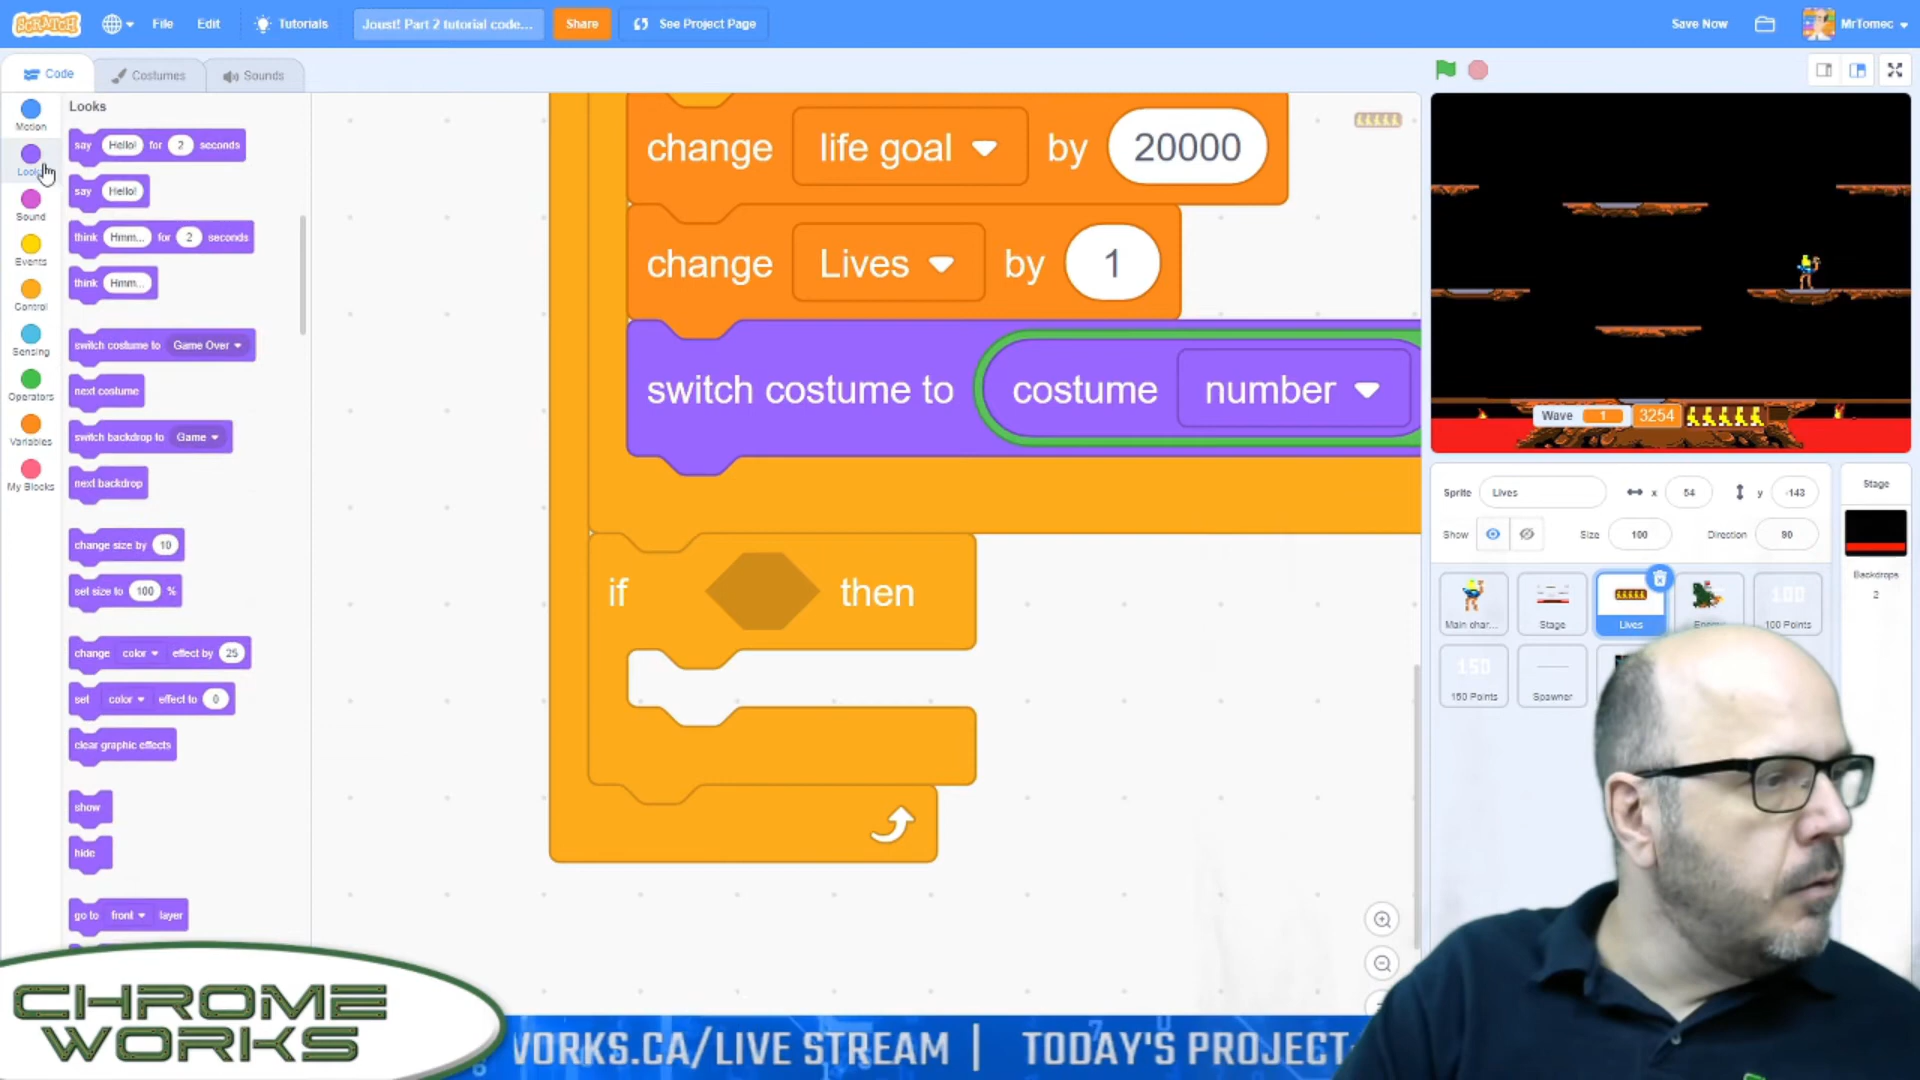 SCRATCH
File
Edit
Tutorials
Joust! Part 2 tutorial code...
Share
See Project Page
Save Now
MrTomec
Code
Costumes
Sounds
Motion
Looks
Sound
Events
Control
Sensing
Operators
Variables
My Blocks
Looks
say Hello! for 2 seconds
say Hello!
think Hmm... for 2 seconds
think Hmm...
switch costume to Game Over
next costume
switch backdrop to Game
next backdrop
change size by 10
set size to 100 %
change color effect by 25
set color effect to 0
clear graphic effects
show
hide
go to front layer
change life goal by 20000
change Lives by 1
switch costume to costume number
if then
Wave 1 3254
Sprite Lives x 54 y -143
Show Size 100 Direction 90
Main char...
Stage
Lives
100
100 Points
150
150 Points
Spawner
Stage
Backdrops
2
CHROME
WORKS
WORKS.CA/LIVE STREAM | TODAY'S PROJECT